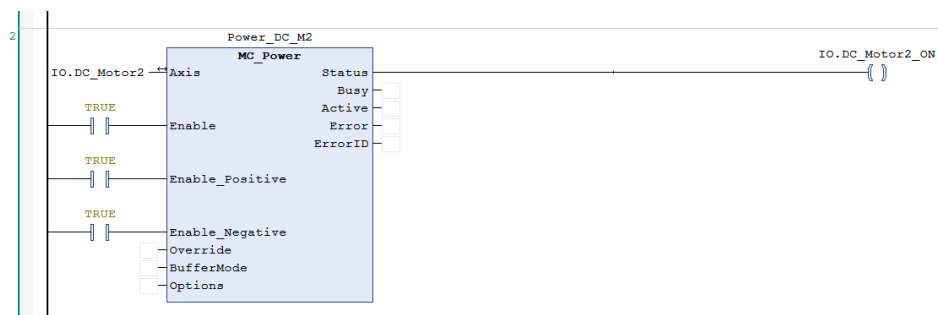 2
Power_DC_M2
MC_Power
IO.DC_Motor2_ON
IO.DC_Motor2 Axis Status
Busy
TRUE Active
Enable Error
ErrorID
TRUE
Enable_Positive
TRUE
Enable_Negative
Override
BufferMode
Options